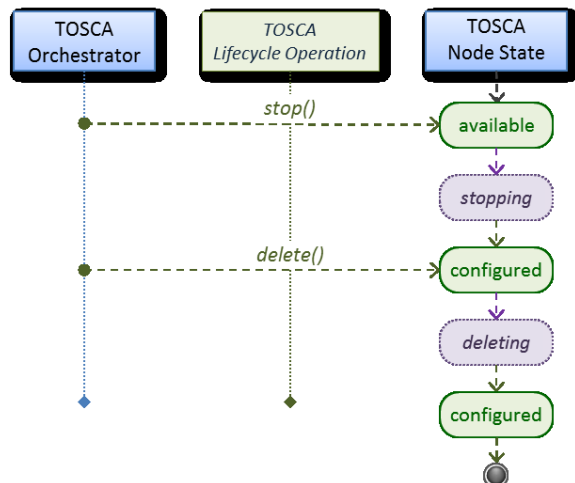 TOSCA
Orchestrator
TOSCA
Lifecycle Operation
TOSCA
Node State
stop()
available
stopping
delete()
configured
deleting
configured